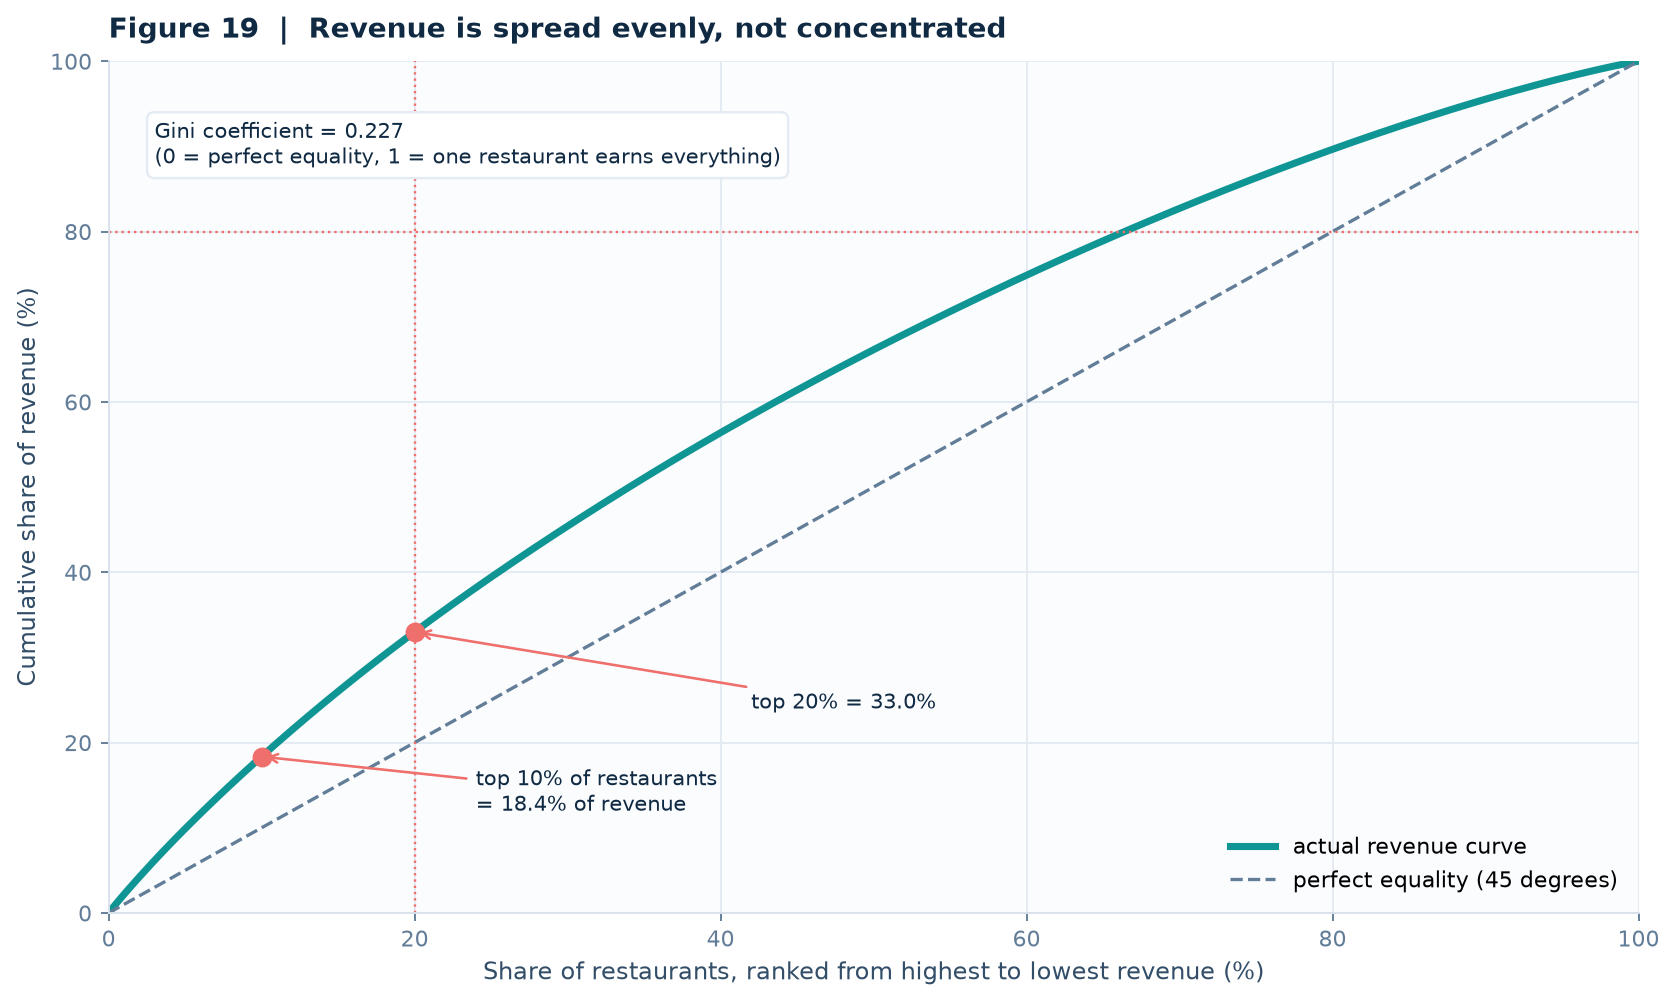 Figure 19 | Revenue is spread evenly, not concentrated
Gini coefficient = 0.227
(0 = perfect equality, 1 = one restaurant earns everything)
top 20% = 33.0%
top 10% of restaurants
= 18.4% of revenue
actual revenue curve
perfect equality (45 degrees)
Cumulative share of revenue (%)
100
80
60
40
20
0
0 20 40 60 80 100
Share of restaurants, ranked from highest to lowest revenue (%)